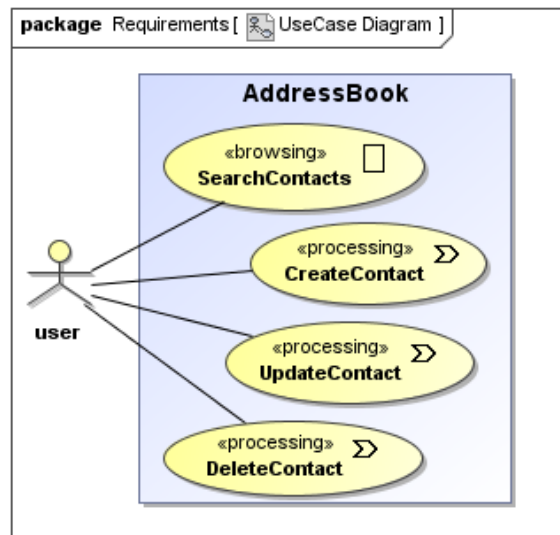 package Requirements [ UseCase Diagram ]
AddressBook
«browsing»
SearchContacts
«processing»
CreateContact
user
«processing»
UpdateContact
«processing»
DeleteContact